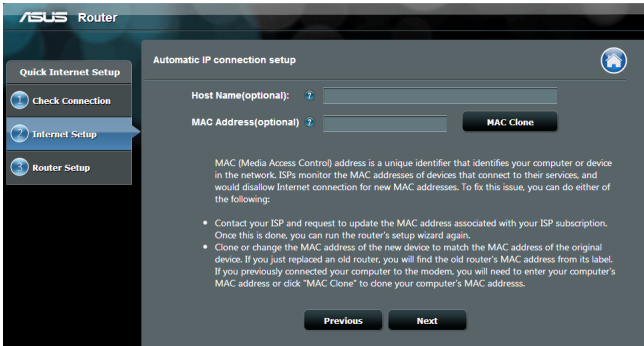 ASUS Router
Quick Internet Setup
1 Check Connection
2 Internet Setup
3 Router Setup
Automatic IP connection setup
Host Name(optional): ?
MAC Address(optional) ?
MAC Clone
MAC (Media Access Control) address is a unique identifier that identifies your computer or device
in the network. ISPs monitor the MAC addresses of devices that connect to their services, and
would disallow Internet connection for new MAC addresses. To fix this issue, you can do either of
the following:
• Contact your ISP and request to update the MAC address associated with your ISP subscription.
Once this is done, you can run the router's setup wizard again.
• Clone or change the MAC address of the new device to match the MAC address of the original
device. If you just replaced an old router, you will find the old router's MAC address from its label.
If you previously connected your computer to the modem, you will need to enter your computer's
MAC address or click "MAC Clone" to clone your computer's MAC addresss.
Previous
Next